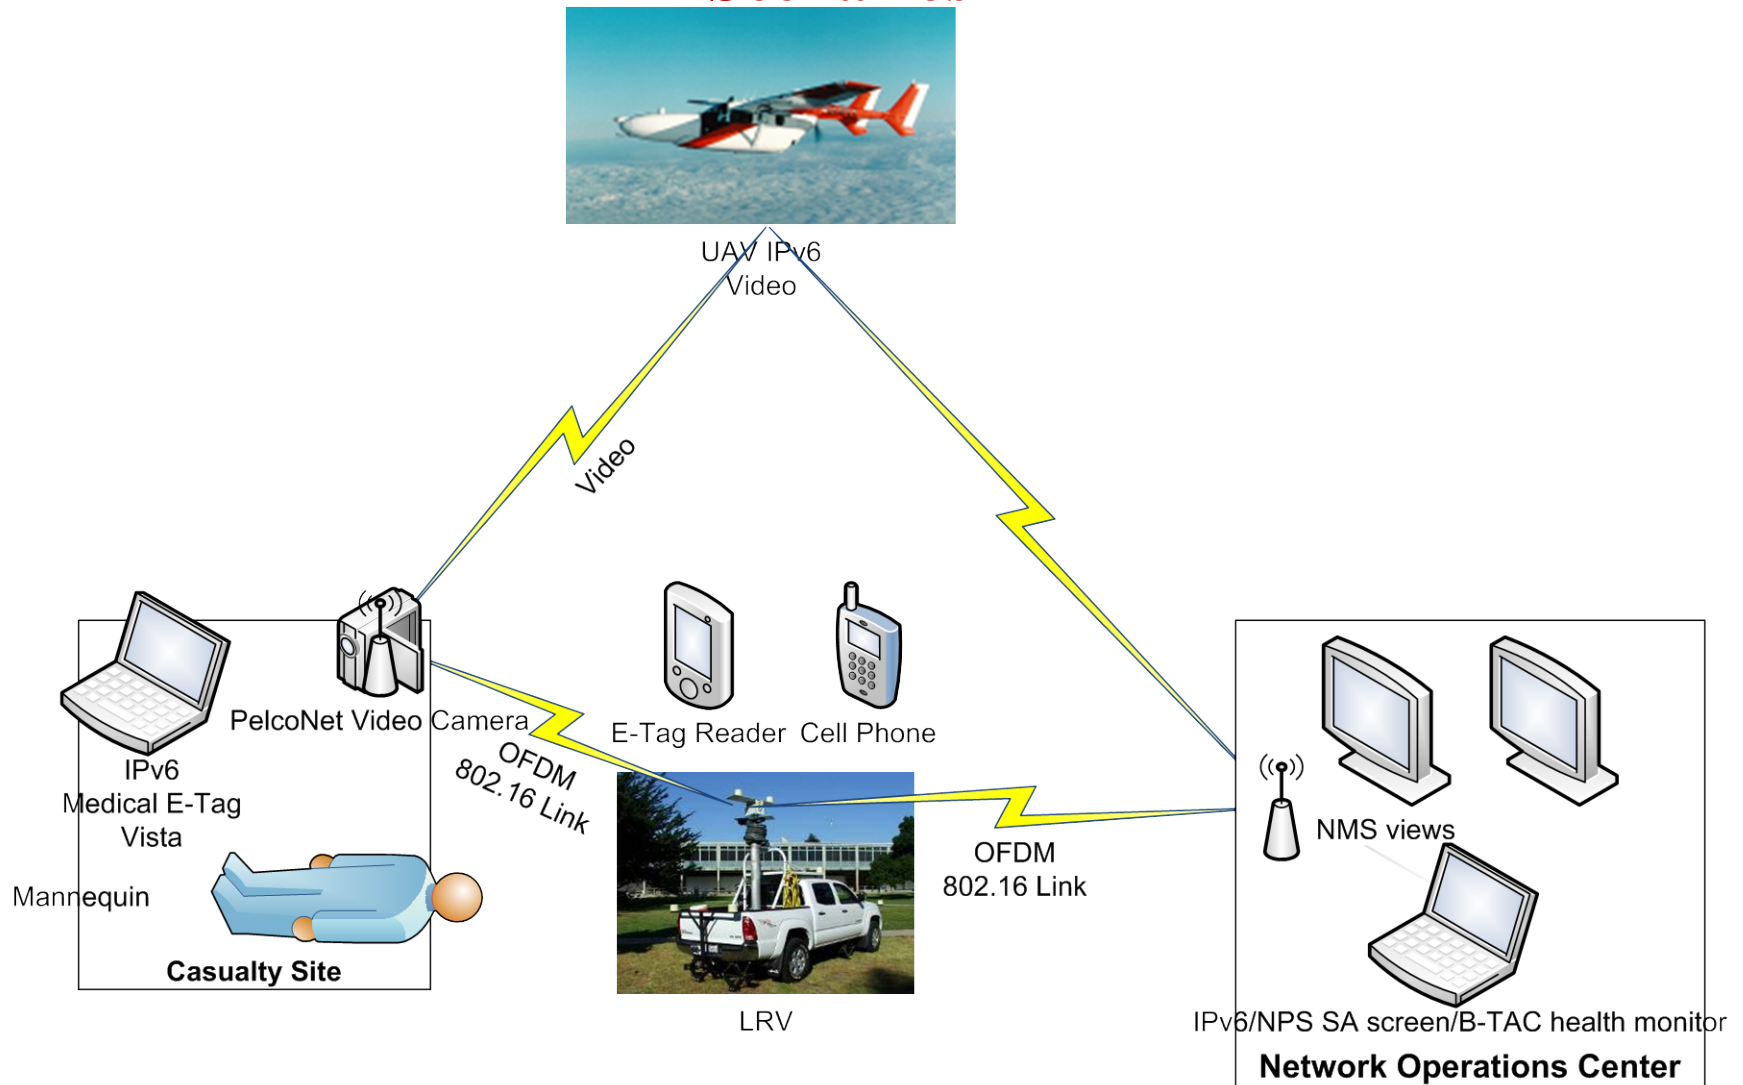 UAV IPv6
Video
Video
PelcoNet Video Camera
E-Tag Reader
Cell Phone
OFDM
802.16 Link
IPv6
Medical E-Tag
Vista
Mannequin
Casualty Site
LRV
OFDM
802.16 Link
NMS views
IPv6/NPS SA screen/B-TAC health monitor
Network Operations Center